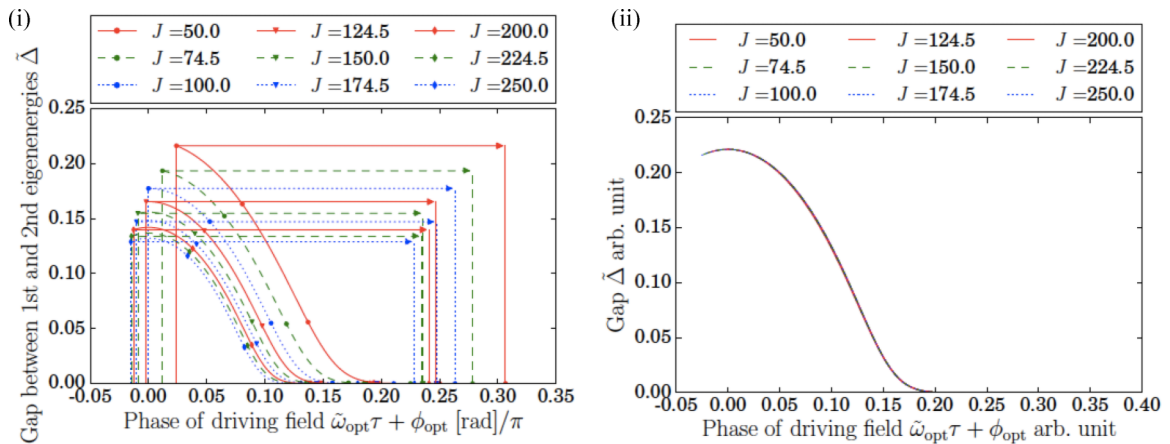 (i)
J =50.0 J =124.5 J =200.0
J =74.5 J =150.0 J =224.5
J =100.0 J =174.5 J =250.0
Gap between 1st and 2nd eigenenergies Δ̃
0.25
0.20
0.15
0.10
0.05
0.00
-0.05 0.00 0.05 0.10 0.15 0.20 0.25 0.30 0.35
Phase of driving field ω̃opt τ + ϕopt [rad]/π
(ii)
J =50.0 J =124.5 J =200.0
J =74.5 J =150.0 J =224.5
J =100.0 J =174.5 J =250.0
Gap Δ̃ arb. unit
0.25
0.20
0.15
0.10
0.05
0.00
-0.05 0.00 0.05 0.10 0.15 0.20 0.25 0.30 0.35 0.40
Phase of driving field ω̃opt τ + ϕopt arb. unit